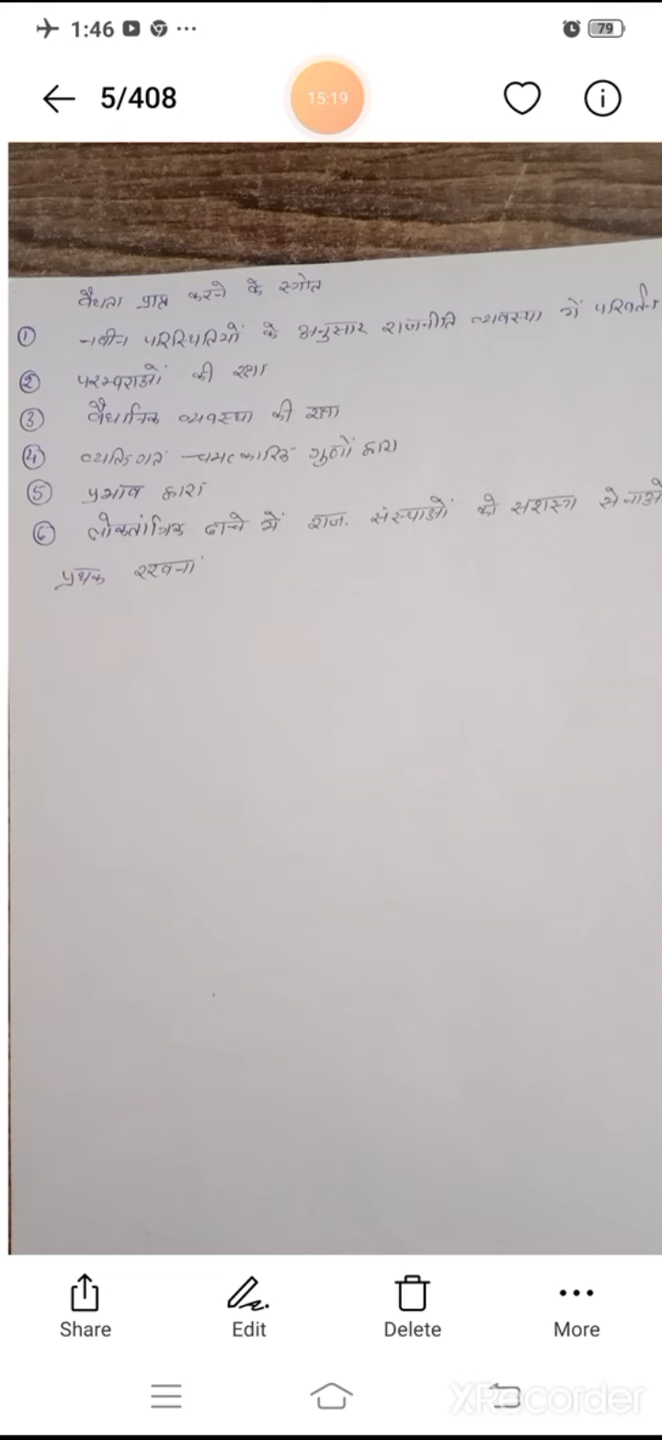 1:46
79
5/408
15:19
वैधता प्राप्त करने के स्त्रोत
① नवीन परिस्थितियों के अनुसार राजनीति व्यवस्था में परिवर्तन
② परम्पराओं की रक्षा
③ वैधानिक व्यवस्था की रक्षा
④ व्यक्तिगत चमत्कारिक गुणों द्वारा
⑤ प्रभाव द्वारा
⑥ लोकतांत्रिक ढाचे में राज. संस्थाओं को सशस्त्र सेनाओ
पृथक रखना
Share Edit Delete More
XRecorder